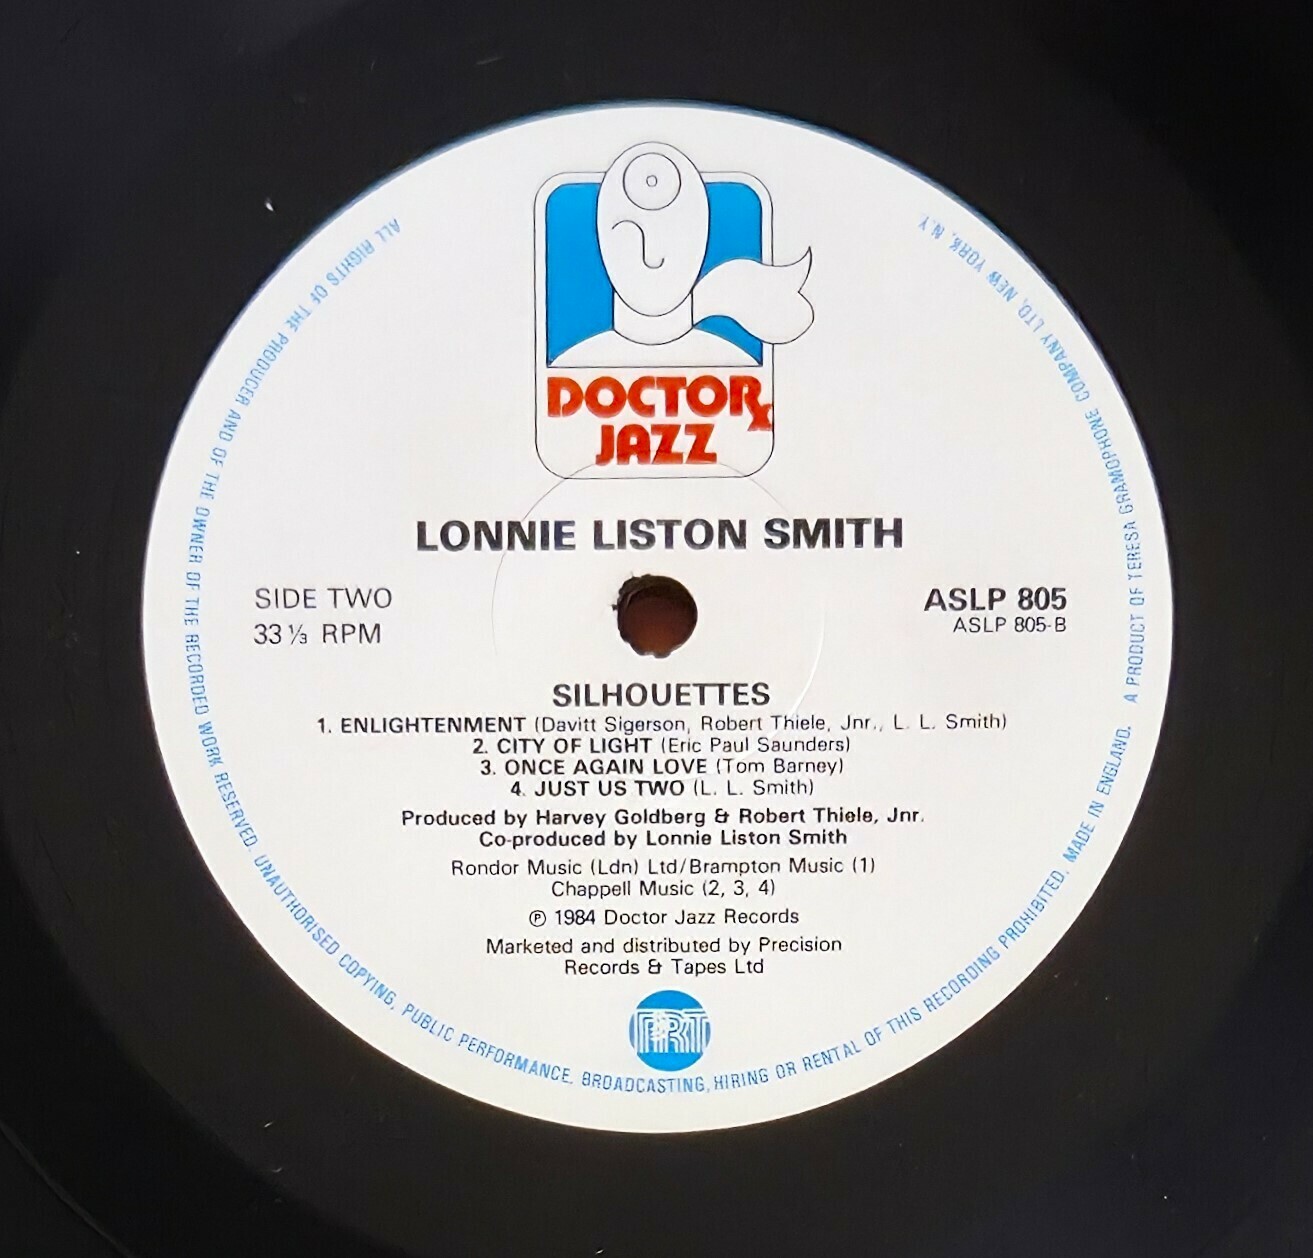 DOCTOR
JAZZ
LONNIE LISTON SMITH
SIDE TWO
33 ⅓ RPM
ASLP 805
ASLP 805-B
SILHOUETTES
1. ENLIGHTENMENT (Davitt Sigerson, Robert Thiele, Jnr., L. L. Smith)
2. CITY OF LIGHT (Eric Paul Saunders)
3. ONCE AGAIN LOVE (Tom Barney)
4. JUST US TWO (L. L. Smith)
Produced by Harvey Goldberg & Robert Thiele, Jnr.
Co-produced by Lonnie Liston Smith
Rondor Music (Ldn) Ltd/Brampton Music (1)
Chappell Music (2, 3, 4)
℗ 1984 Doctor Jazz Records
Marketed and distributed by Precision
Records & Tapes Ltd
PRT
ALL RIGHTS OF THE PRODUCER AND OF THE OWNER OF THE RECORDED WORK RESERVED. UNAUTHORISED COPYING, PUBLIC PERFORMANCE, BROADCASTING, HIRING OR RENTAL OF THIS RECORDING PROHIBITED. MADE IN ENGLAND. A PRODUCT OF TERESA GRAMOPHONE COMPANY LTD, NEW YORK, N.Y